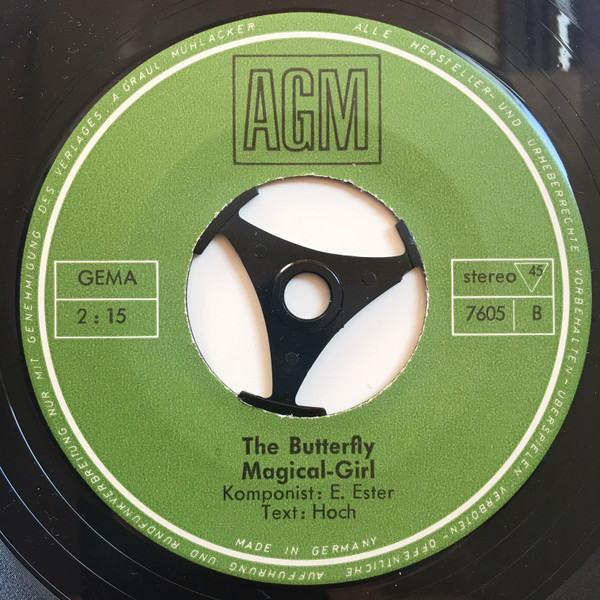 AGM
GEMA
2 : 15
stereo 45
7605 B
The Butterfly
Magical-Girl
Komponist: E. Ester
Text: Hoch
MADE IN GERMANY
ALLE HERSTELLER- UND URHEBERRECHTE VORBEHALTEN - ÜBERSPIELEN VERBOTEN - ÖFFENTLICHE AUFFÜHRUNG UND RUNDFUNKVERBREITUNG NUR MIT GENEHMIGUNG DES VERLAGES, A GRAUL MÜHLACKER